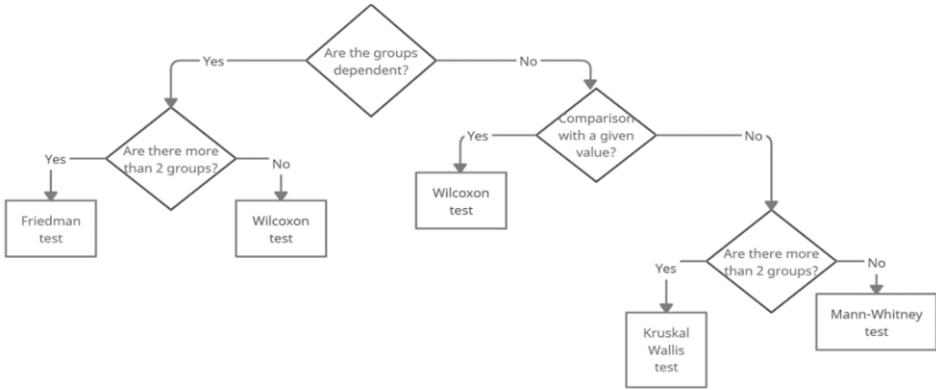 Are the groups
dependent?
Yes
No
Comparison
with a given
value?
Are there more
than 2 groups?
Yes
No
Yes
No
Friedman
test
Wilcoxon
test
Wilcoxon
test
Are there more
than 2 groups?
Yes
No
Kruskal
Wallis
test
Mann-Whitney
test